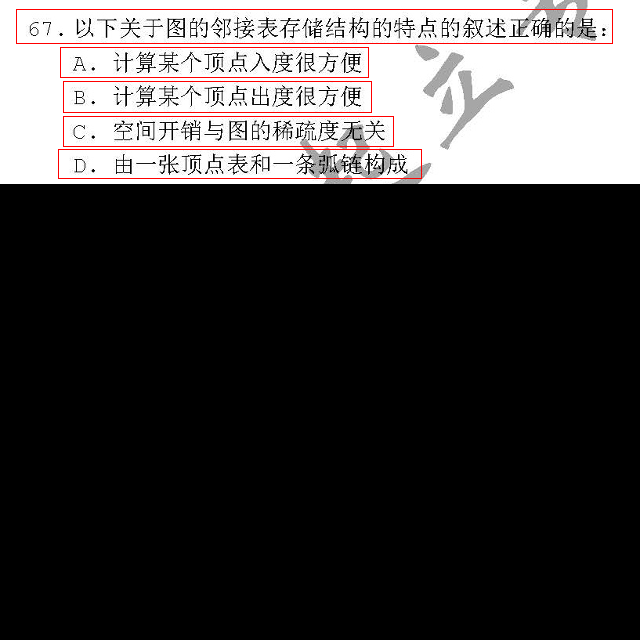 67．以下关于图的邻接表存储结构的特点的叙述正确的是：
A．计算某个顶点入度很方便
B．计算某个顶点出度很方便
C．空间开销与图的稀疏度无关
D．由一张顶点表和一条弧链构成